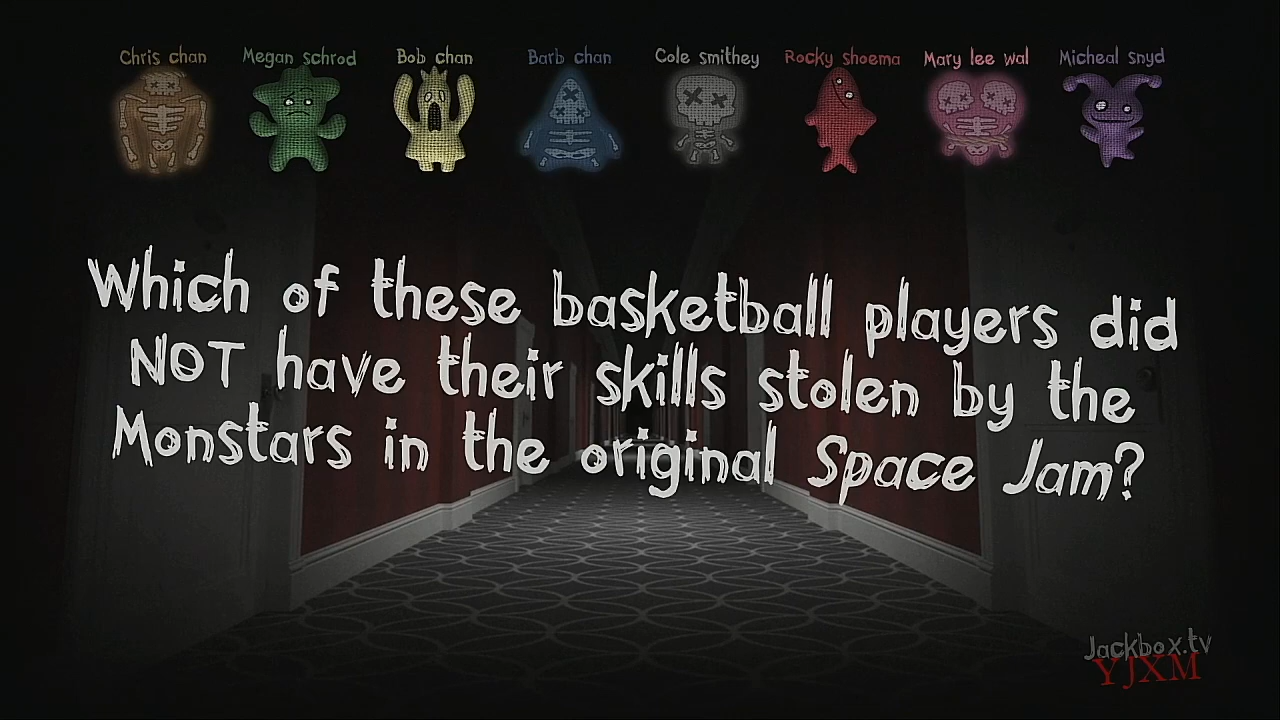 Chris chan Megan schrod Bob chan Barb chan Cole smithey Rocky shoema Mary lee wal Micheal snyd
Which of these basketball players did
NOT have their skills stolen by the
Monstars in the original Space Jam?
Jackbox.tv
YJXM